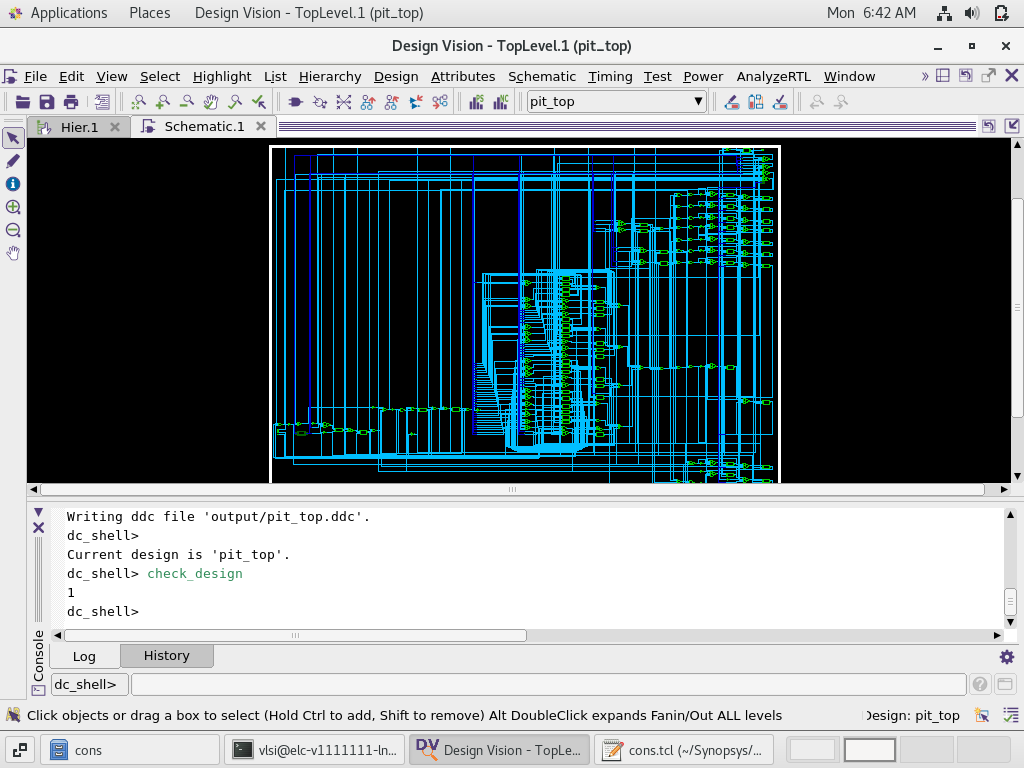 Applications Places Design Vision - TopLevel.1 (pit_top) Mon 6:42 AM
Design Vision - TopLevel.1 (pit_top)
File Edit View Select Highlight List Hierarchy Design Attributes Schematic Timing Test Power AnalyzeRTL Window »
pit_top
Hier.1 Schematic.1
Writing ddc file 'output/pit_top.ddc'.
dc_shell>
Current design is 'pit_top'.
dc_shell> check_design
1
dc_shell>
Console
Log History
dc_shell>
Click objects or drag a box to select (Hold Ctrl to add, Shift to remove) Alt DoubleClick expands Fanin/Out ALL levels Design: pit_top
cons vlsi@elc-v1111111-ln... DV Design Vision - TopLe... cons.tcl (~/Synopsys/...